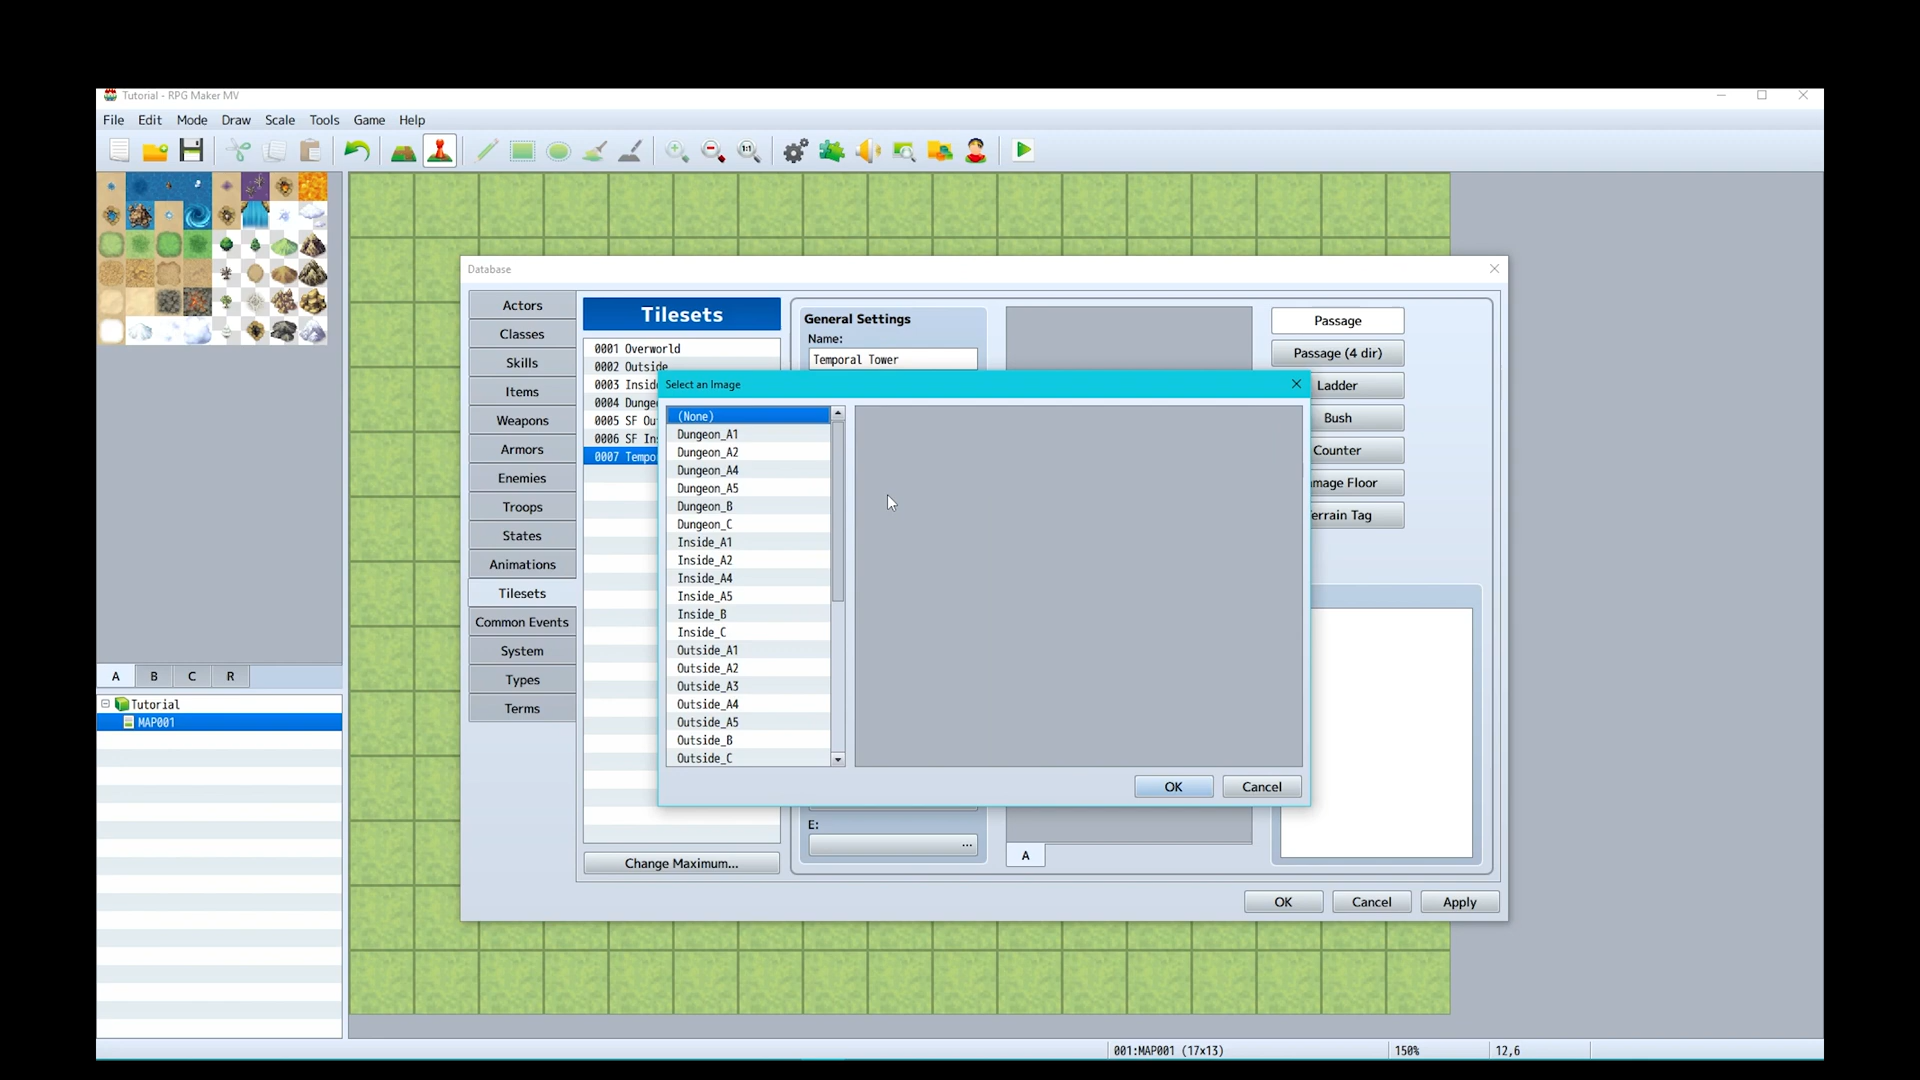 Tutorial - RPG Maker MV
File Edit Mode Draw Scale Tools Game Help
1:1
A B C R
Tutorial
MAP001
Database
Actors
Classes
Skills
Items
Weapons
Armors
Enemies
Troops
States
Animations
Tilesets
Common Events
System
Types
Terms
Tilesets
0001 Overworld
0002 Outside
0003 Insid
0004 Dunge
0005 SF Ou
0006 SF In
0007 Tempo
Change Maximum...
General Settings
Name:
Temporal Tower
E:
...
A
Passage
Passage (4 dir)
Ladder
Bush
Counter
mage Floor
errain Tag
Select an Image
(None)
Dungeon_A1
Dungeon_A2
Dungeon_A4
Dungeon_A5
Dungeon_B
Dungeon_C
Inside_A1
Inside_A2
Inside_A4
Inside_A5
Inside_B
Inside_C
Outside_A1
Outside_A2
Outside_A3
Outside_A4
Outside_A5
Outside_B
Outside_C
OK Cancel
OK Cancel Apply
001:MAP001 (17x13) 150% 12,6